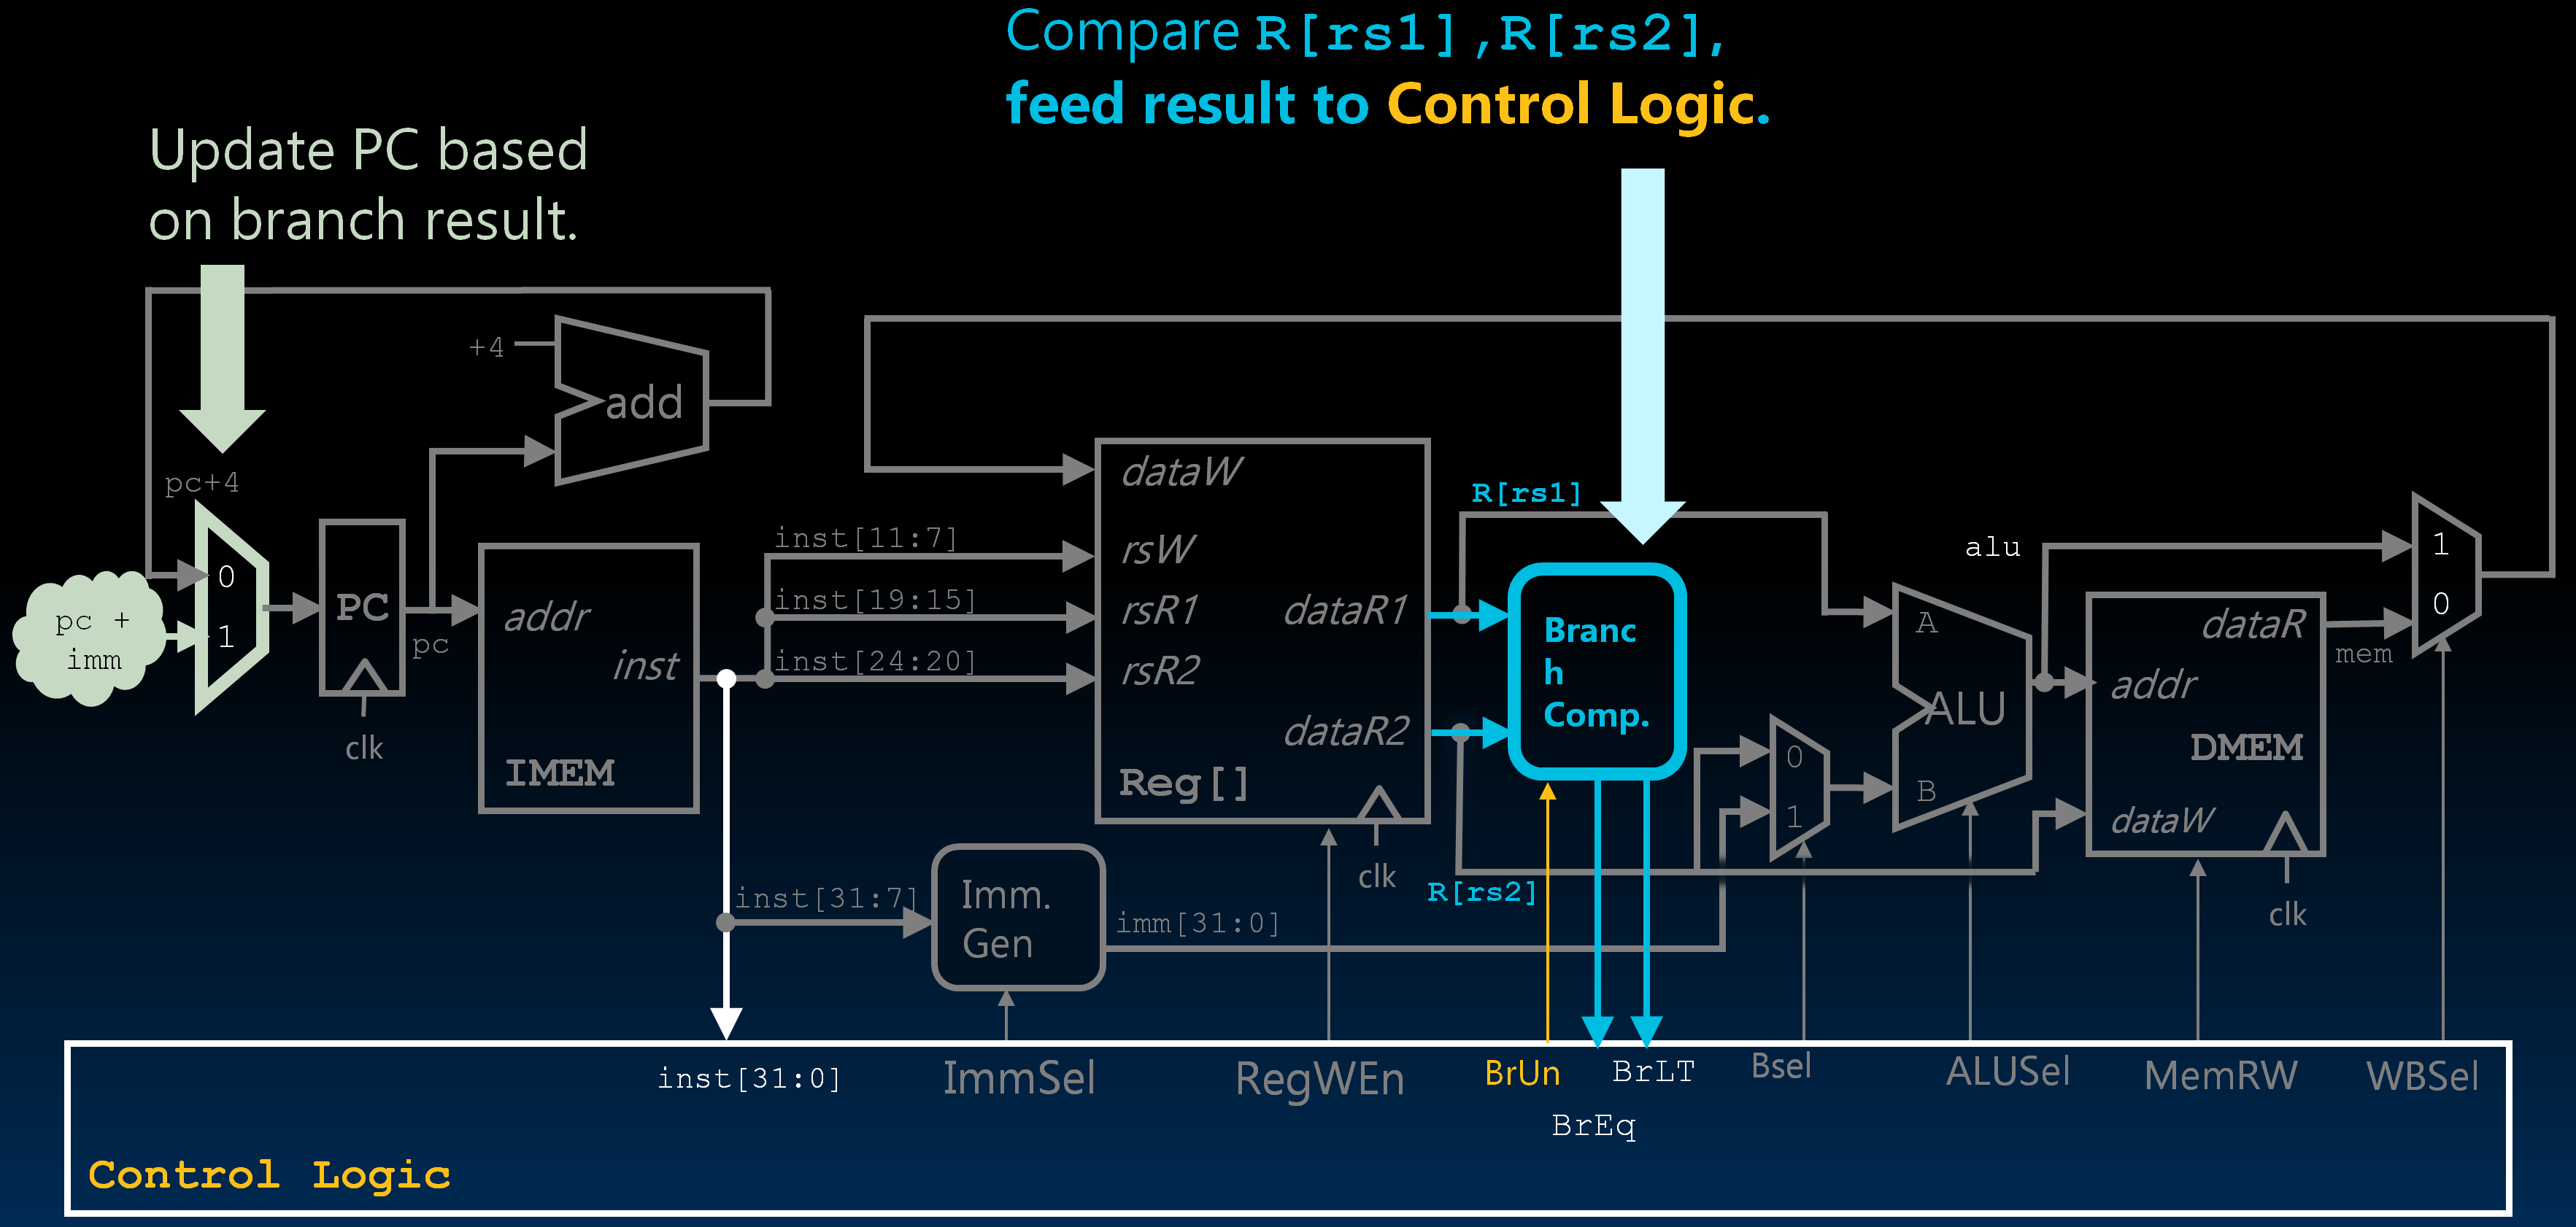 Compare R[rs1],R[rs2],
feed result to Control Logic.
Update PC based
on branch result.
+4
add
pc+4
0
1
pc +
imm
PC
clk
pc
addr
inst
IMEM
inst[11:7]
inst[19:15]
inst[24:20]
dataW
rsW
rsR1
rsR2
dataR1
dataR2
Reg[]
clk
R[rs1]
R[rs2]
Branc
h
Comp.
0
1
A
ALU
B
alu
addr
dataR
DMEM
dataW
clk
mem
1
0
inst[31:7]
Imm.
Gen
imm[31:0]
inst[31:0]
ImmSel
RegWEn
BrUn
BrLT
BrEq
Bsel
ALUSel
MemRW
WBSel
Control Logic